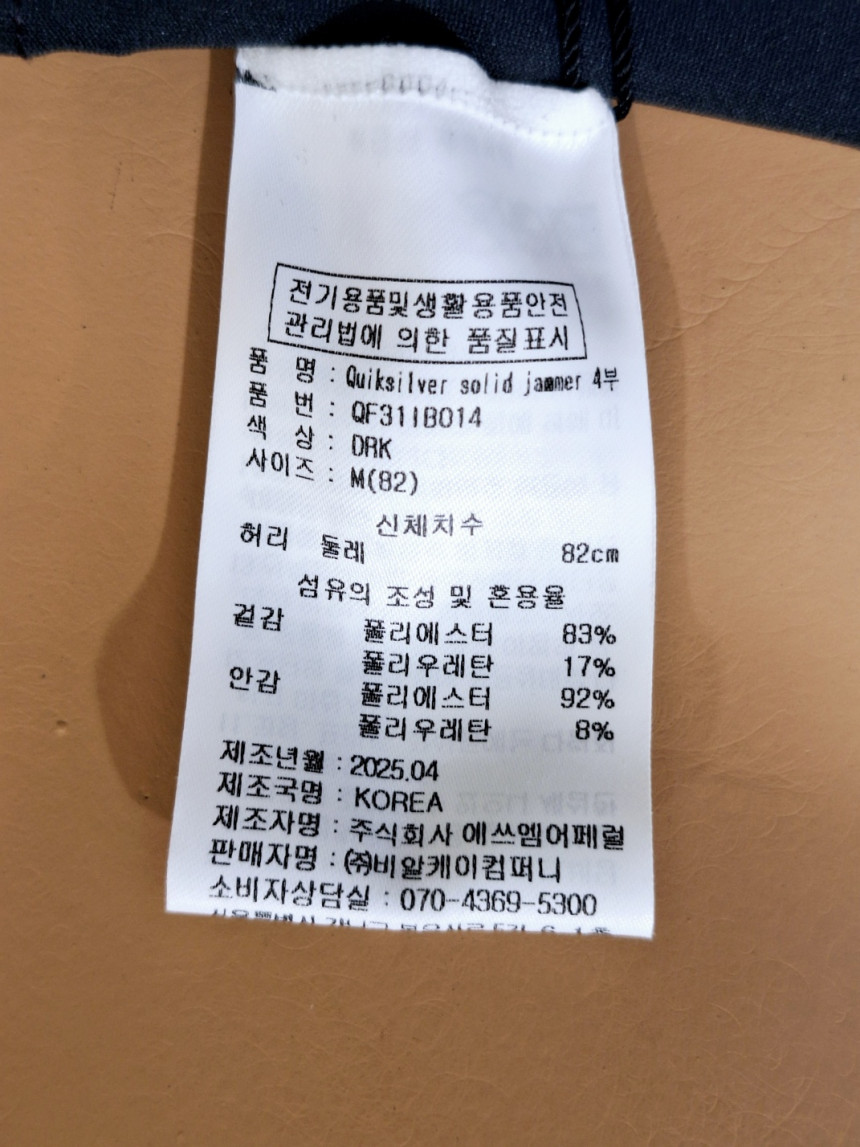 전기용품및생활용품안전
관리법에 의한 품질표시
품 명 : Quiksilver solid jammer 4부
품 번 : QF31IB014
색 상 : DRK
사이즈 : M(82)
신체치수
허리 둘레 82cm
섬유의 조성 및 혼용율
겉감 폴리에스터 83%
폴리우레탄 17%
안감 폴리에스터 92%
폴리우레탄 8%
제조년월 : 2025.04
제조국명 : KOREA
제조자명 : 주식회사 에쓰엠어페럴
판매자명 : ㈜비알케이컴퍼니
소비자상담실 : 070-4369-5300